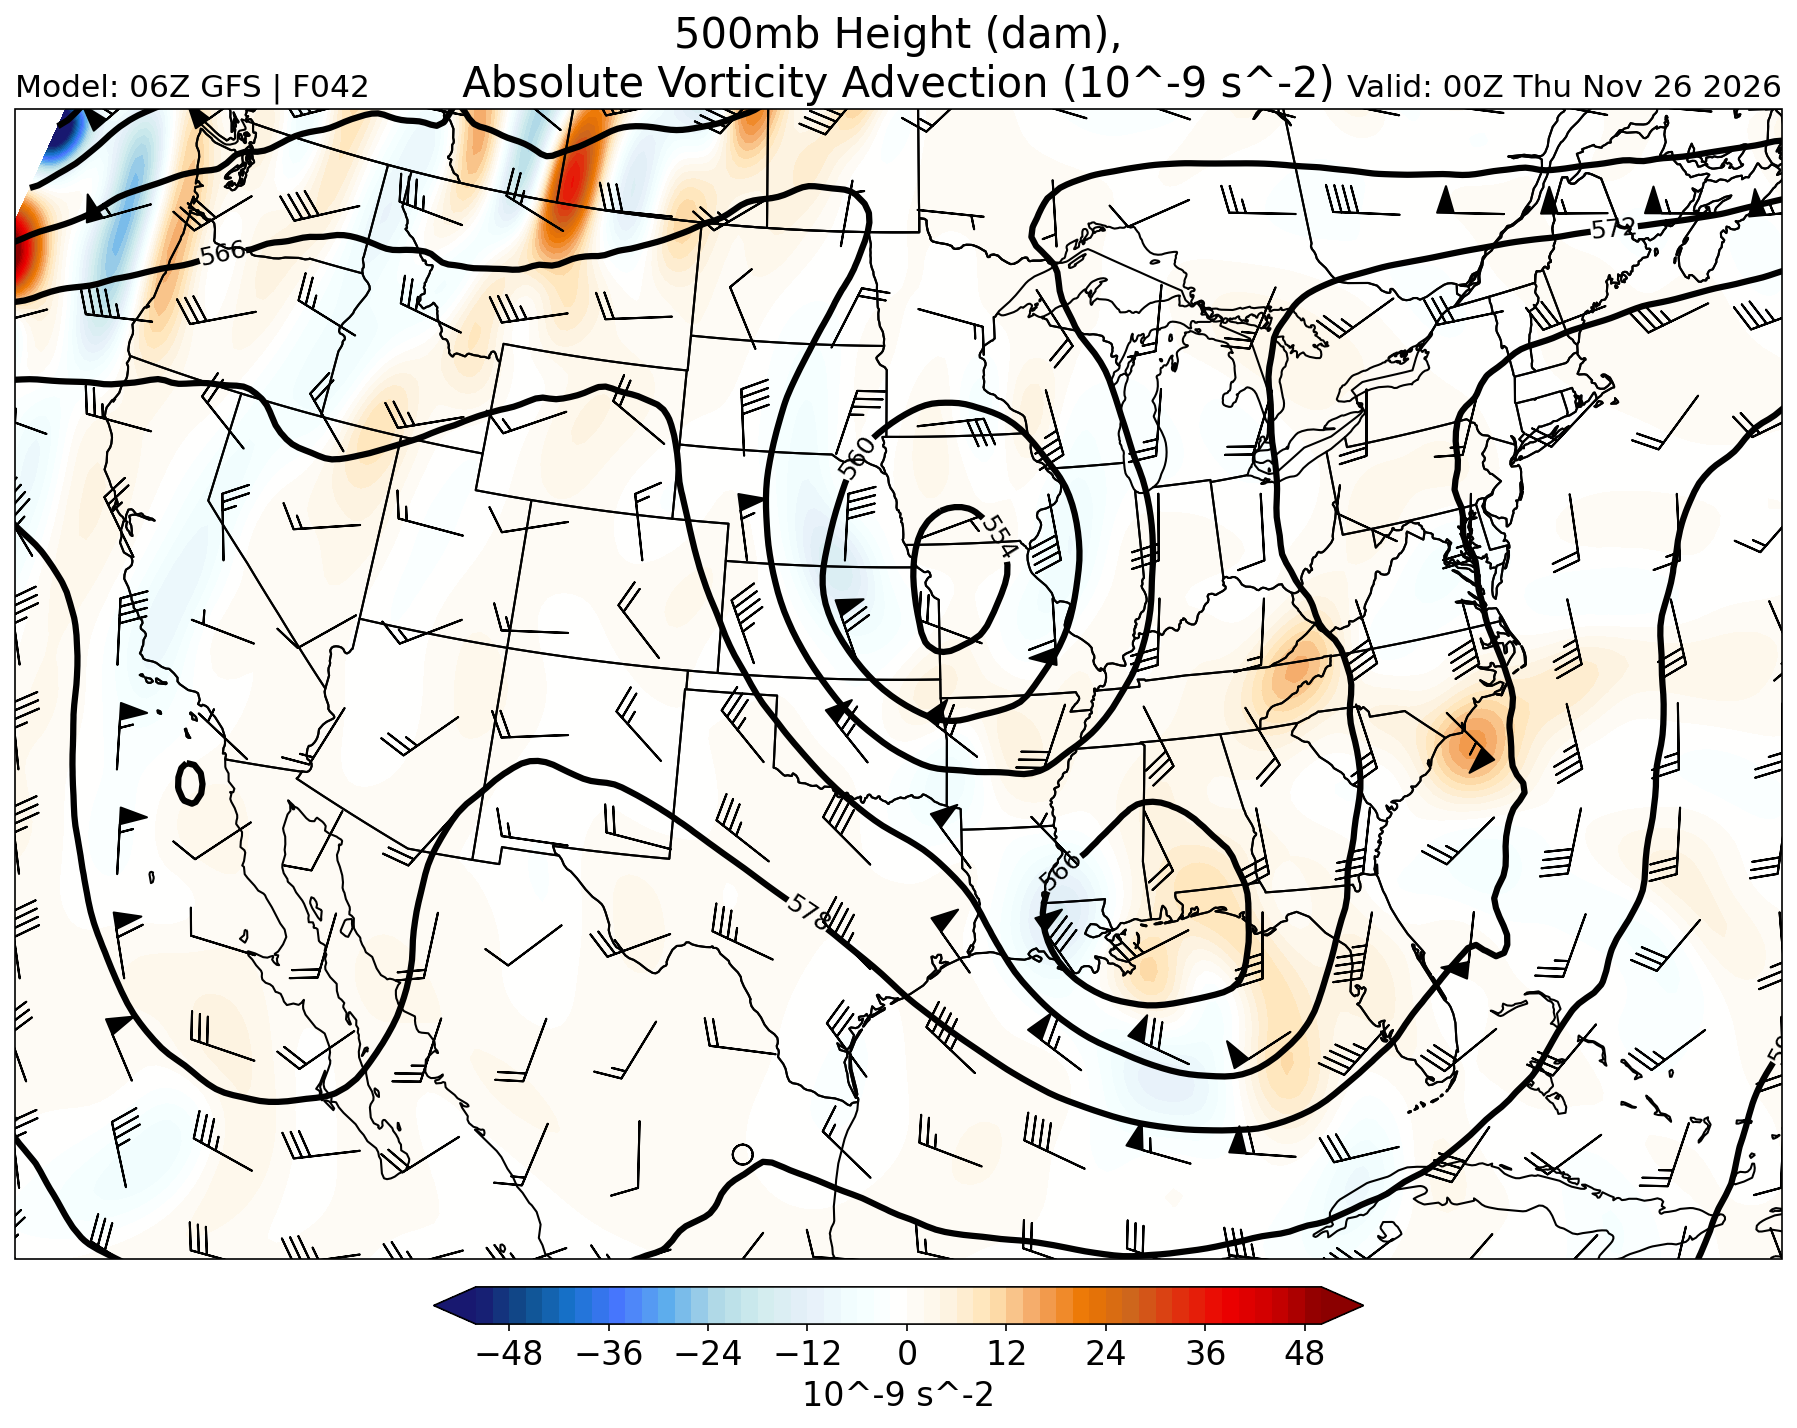 500mb Height (dam),
Model: 06Z GFS | F042
Absolute Vorticity Advection (10^-9 s^-2)
Valid: 00Z Thu Nov 26 2026
572
566
560
554
566
578
−48 −36 −24 −12 0 12 24 36 48
10^-9 s^-2